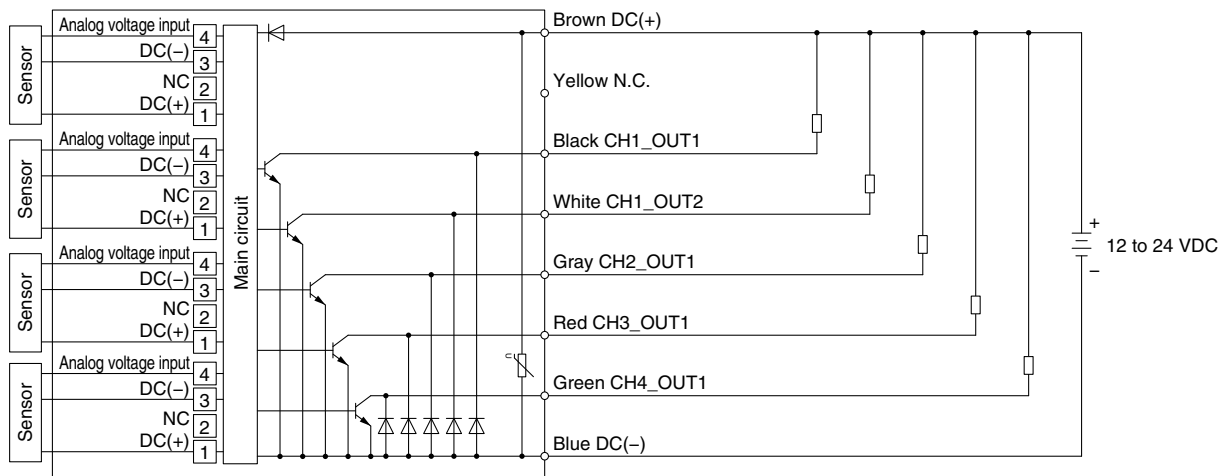 Sensor
Analog voltage input 4
DC(−) 3
NC 2
DC(+) 1
Sensor
Analog voltage input 4
DC(−) 3
NC 2
DC(+) 1
Sensor
Analog voltage input 4
DC(−) 3
NC 2
DC(+) 1
Sensor
Analog voltage input 4
DC(−) 3
NC 2
DC(+) 1
Main circuit
U
Brown DC(+)
Yellow N.C.
Black CH1_OUT1
White CH1_OUT2
Gray CH2_OUT1
Red CH3_OUT1
Green CH4_OUT1
Blue DC(−)
+
12 to 24 VDC
−